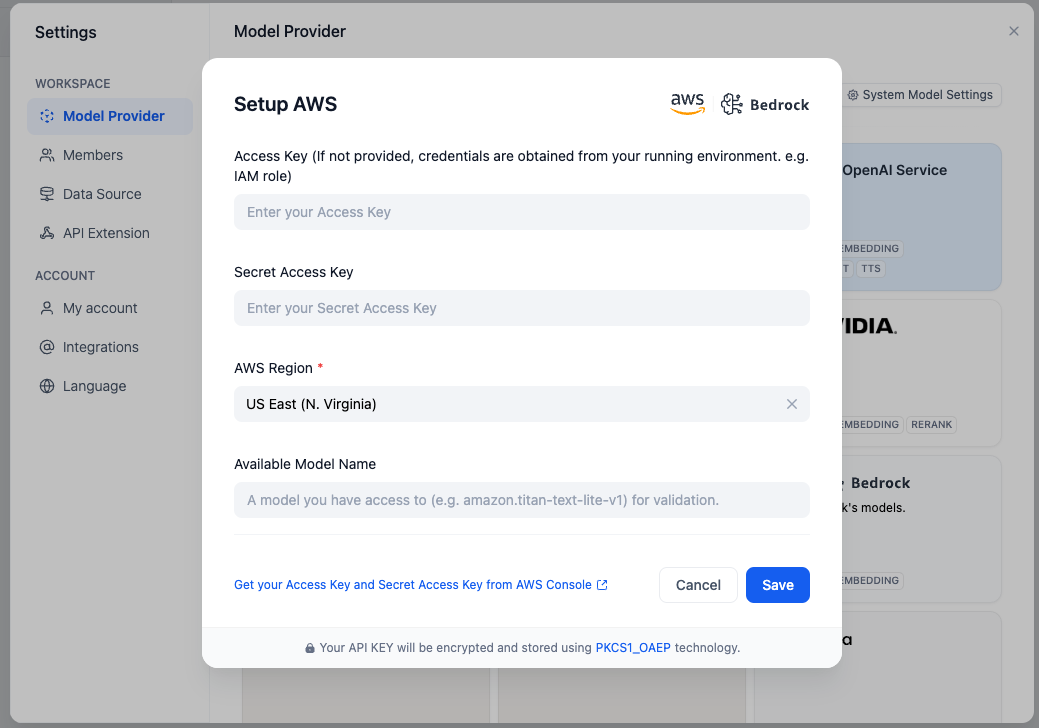 Settings
WORKSPACE
Model Provider
Members
Data Source
API Extension
ACCOUNT
My account
Integrations
Language
Model Provider
System Model Settings
OpenAI Service
TTS
RERANK
Bedrock
models.
Setup AWS
aws Bedrock
Access Key (If not provided, credentials are obtained from your running environment. e.g.
IAM role)
Enter your Access Key
Secret Access Key
Enter your Secret Access Key
AWS Region *
US East (N. Virginia)
Available Model Name
A model you have access to (e.g. amazon.titan-text-lite-v1) for validation.
Get your Access Key and Secret Access Key from AWS Console
Cancel
Save
Your API KEY will be encrypted and stored using PKCS1_OAEP technology.